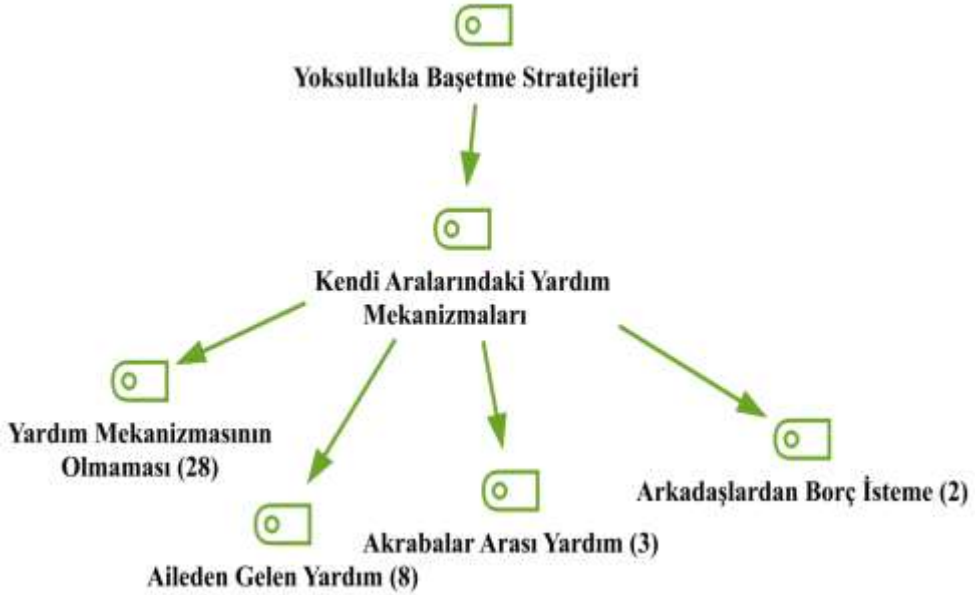 Yoksullukla Başetme Stratejileri
Kendi Aralarındaki Yardım
Mekanizmaları
Yardım Mekanizmasının
Olmaması (28)
Aileden Gelen Yardım (8)
Akrabalar Arası Yardım (3)
Arkadaşlardan Borç İsteme (2)